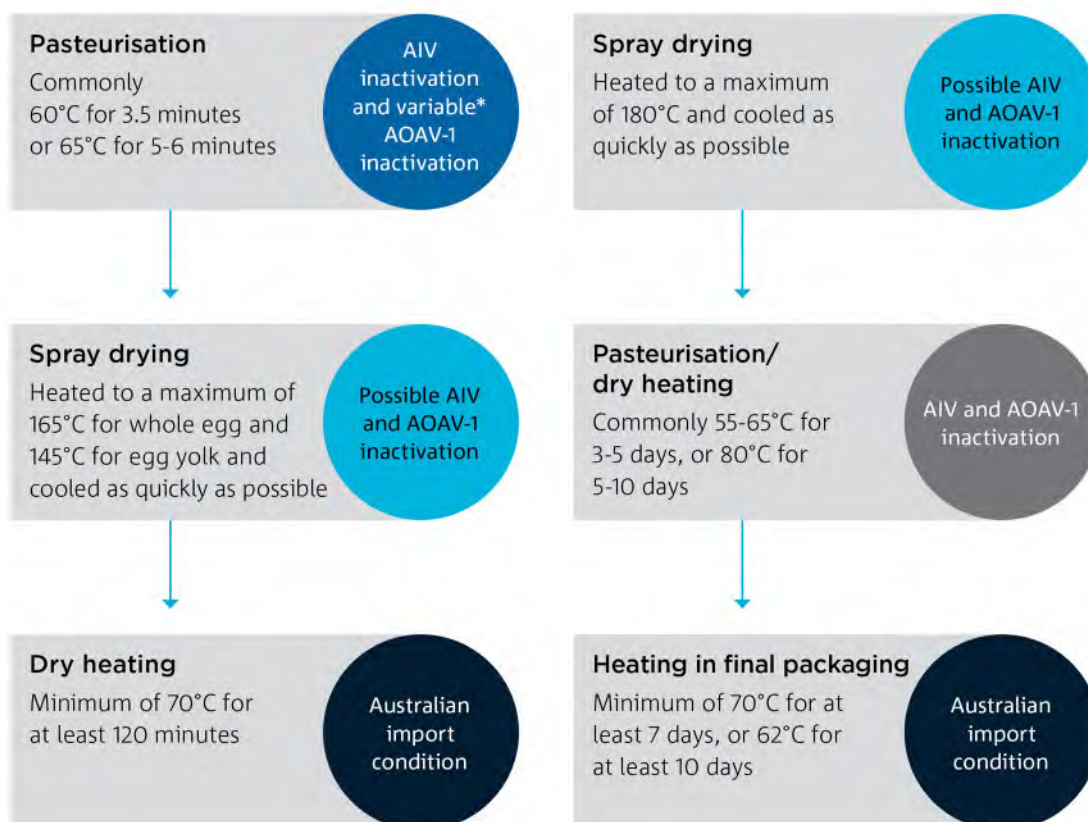 Pasteurisation
Commonly
60°C for 3.5 minutes
or 65°C for 5-6 minutes
AIV
inactivation
and variable*
AOAV-1
inactivation
Spray drying
Heated to a maximum of
165°C for whole egg and
145°C for egg yolk and
cooled as quickly as possible
Possible AIV
and AOAV-1
inactivation
Dry heating
Minimum of 70°C for
at least 120 minutes
Australian
import
condition
Spray drying
Heated to a maximum
of 180°C and cooled as
quickly as possible
Possible AIV
and AOAV-1
inactivation
Pasteurisation/
dry heating
Commonly 55-65°C for
3-5 days, or 80°C for
5-10 days
AIV and AOAV-1
inactivation
Heating in final packaging
Minimum of 70°C for at
least 7 days, or 62°C for
at least 10 days
Australian
import
condition